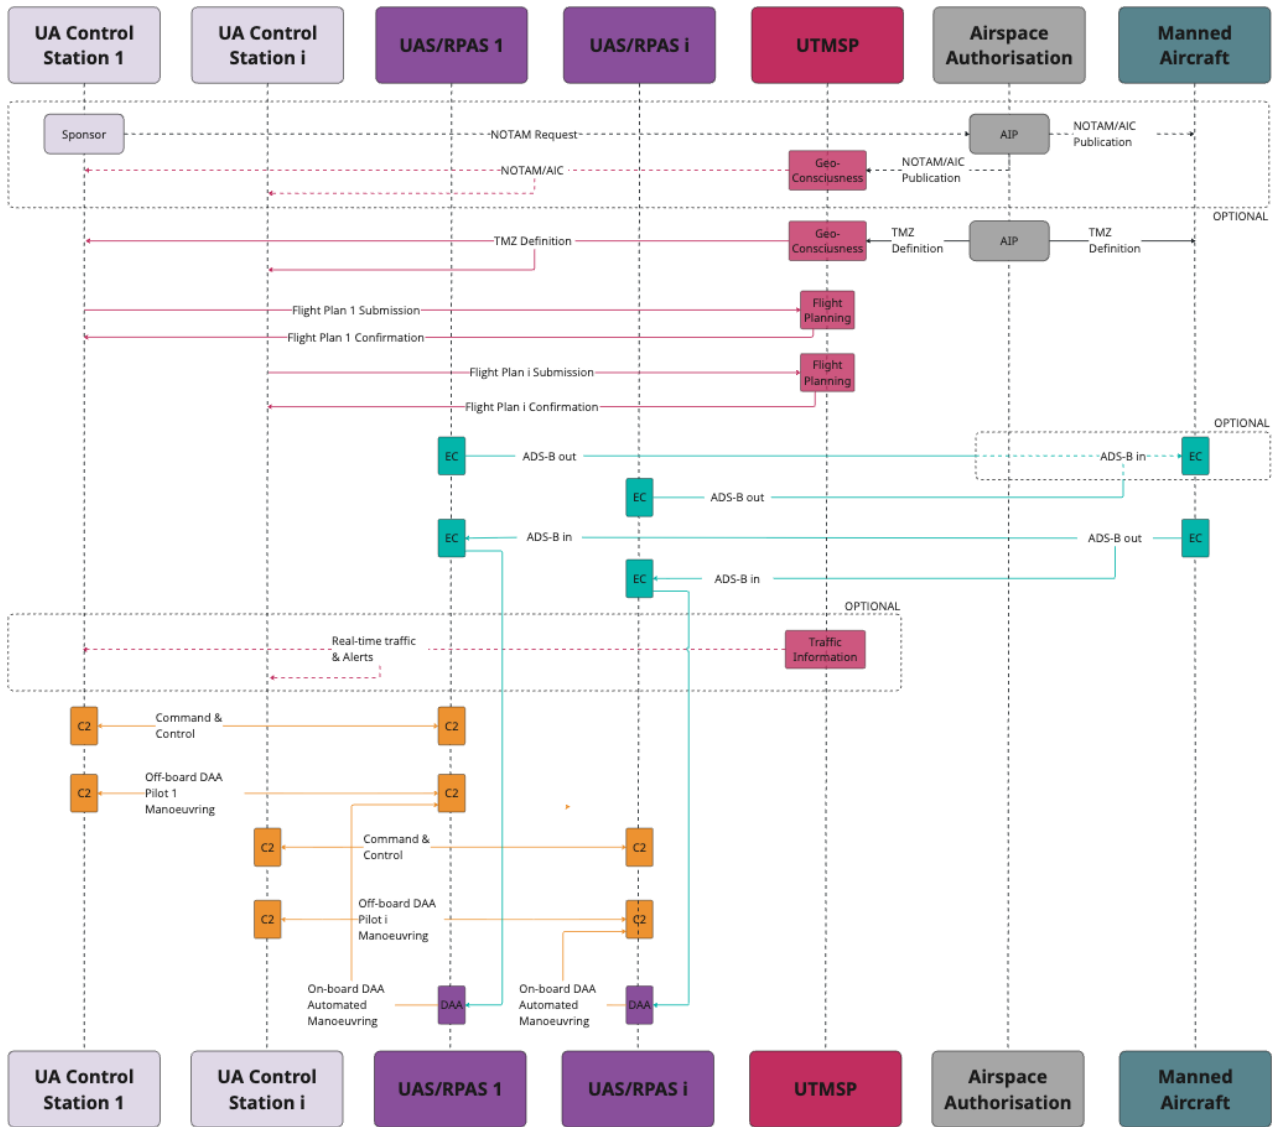 UA Control
Station 1
UA Control
Station i
UAS/RPAS 1
UAS/RPAS i
UTMSP
Airspace
Authorisation
Manned
Aircraft
Sponsor
NOTAM Request
AIP
NOTAM/AIC
Publication
NOTAM/AIC
Geo-
Consciusness
NOTAM/AIC
Publication
OPTIONAL
TMZ Definition
Geo-
Consciusness
TMZ
Definition
AIP
TMZ
Definition
Flight Plan 1 Submission
Flight
Planning
Flight Plan 1 Confirmation
Flight Plan i Submission
Flight
Planning
Flight Plan i Confirmation
OPTIONAL
EC
ADS-B out
ADS-B in
EC
EC
ADS-B out
EC
ADS-B in
ADS-B out
EC
EC
ADS-B in
OPTIONAL
Real-time traffic
& Alerts
Traffic
Information
C2
Command &
Control
C2
C2
Off-board DAA
Pilot 1
Manoeuvring
C2
C2
Command &
Control
C2
C2
Off-board DAA
Pilot i
Manoeuvring
C2
On-board DAA
Automated
Manoeuvring
DAA
On-board DAA
Automated
Manoeuvring
DAA
UA Control
Station 1
UA Control
Station i
UAS/RPAS 1
UAS/RPAS i
UTMSP
Airspace
Authorisation
Manned
Aircraft